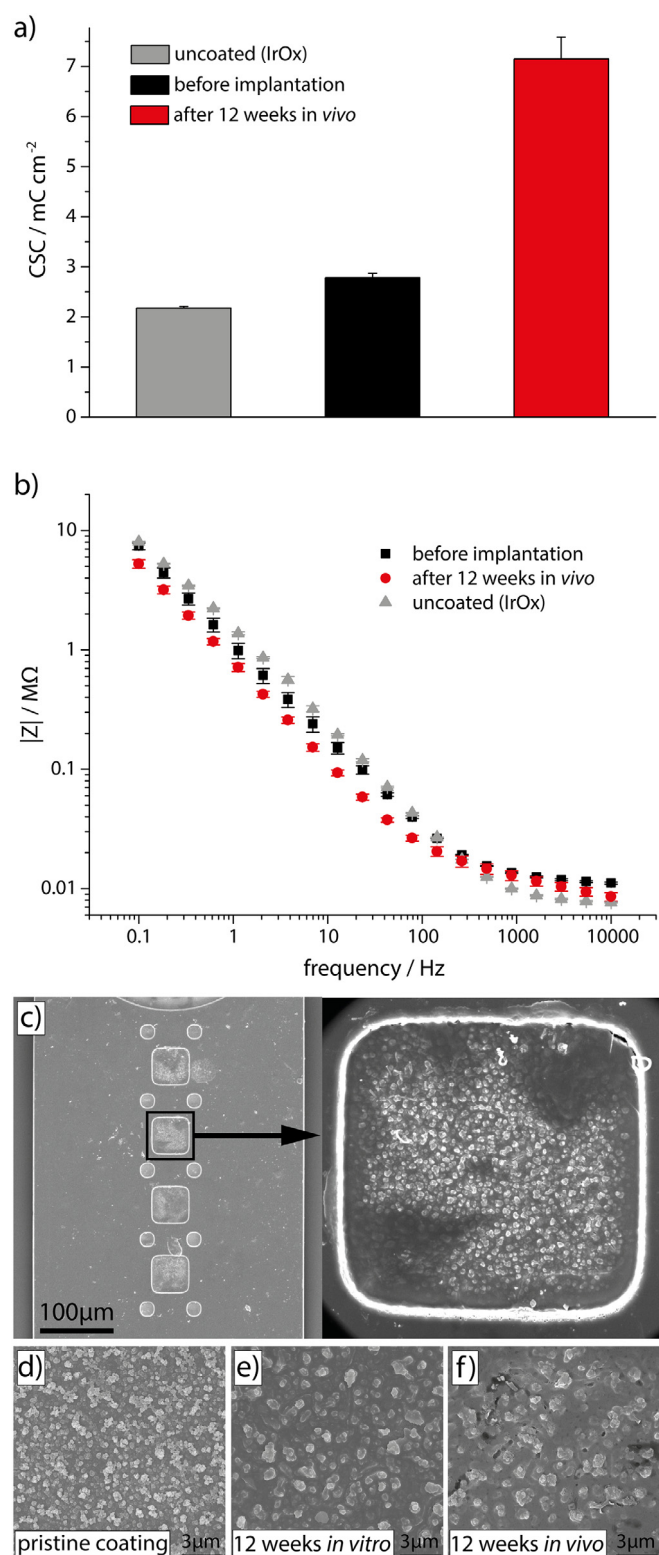 a)
7
6
5
4
3
2
1
0
CSC / mC cm⁻²
uncoated (IrOx)
before implantation
after 12 weeks in vivo
b)
10
1
0.1
0.01
|Z| / MΩ
before implantation
after 12 weeks in vivo
uncoated (IrOx)
0.1 1 10 100 1000 10000
frequency / Hz
c)
100µm
d)
pristine coating 3µm
e)
12 weeks in vitro 3µm
f)
12 weeks in vivo 3µm